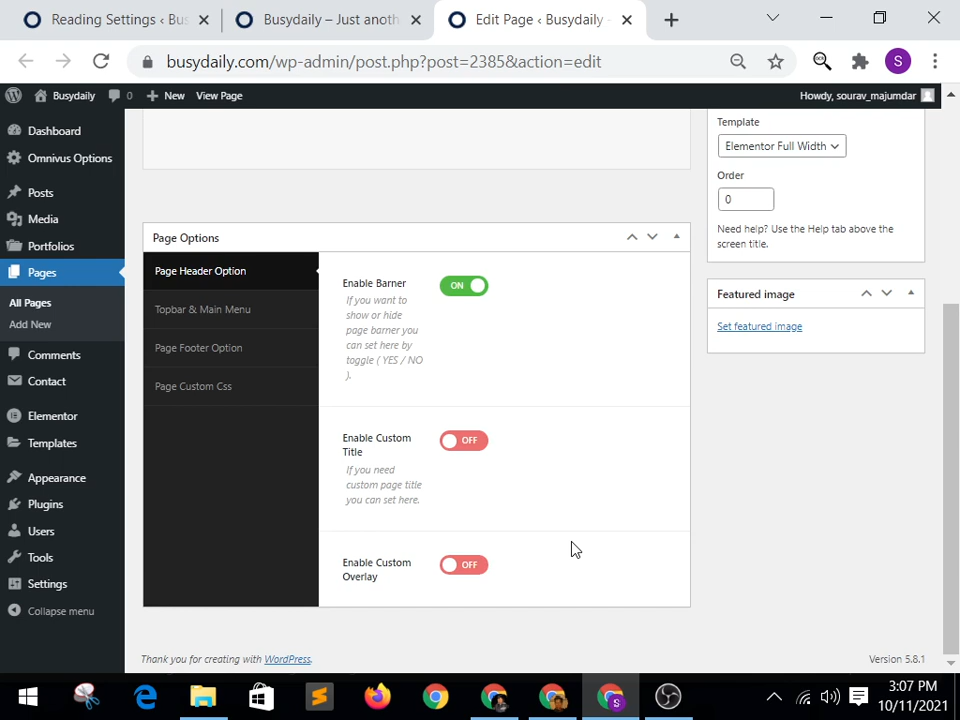 Reading Settings ‹ Bus
Busydaily – Just anoth
Edit Page ‹ Busydaily
busydaily.com/wp-admin/post.php?post=2385&action=edit
S
Busydaily
0
New
View Page
Howdy, sourav_majumdar
Dashboard
Omnivus Options
Posts
Media
Portfolios
Pages
All Pages
Add New
Comments
Contact
Elementor
Templates
Appearance
Plugins
Users
Tools
Settings
Collapse menu
Page Options
Page Header Option
Topbar & Main Menu
Page Footer Option
Page Custom Css
Enable Barner
ON
If you want to
show or hide
page barner you
can set here by
toggle ( YES / NO
).
Enable Custom
Title
OFF
If you need
custom page title
you can set here.
Enable Custom
Overlay
OFF
Template
Elementor Full Width
Order
0
Need help? Use the Help tab above the
screen title.
Featured image
Set featured image
Thank you for creating with WordPress.
Version 5.8.1
3:07 PM
10/11/2021